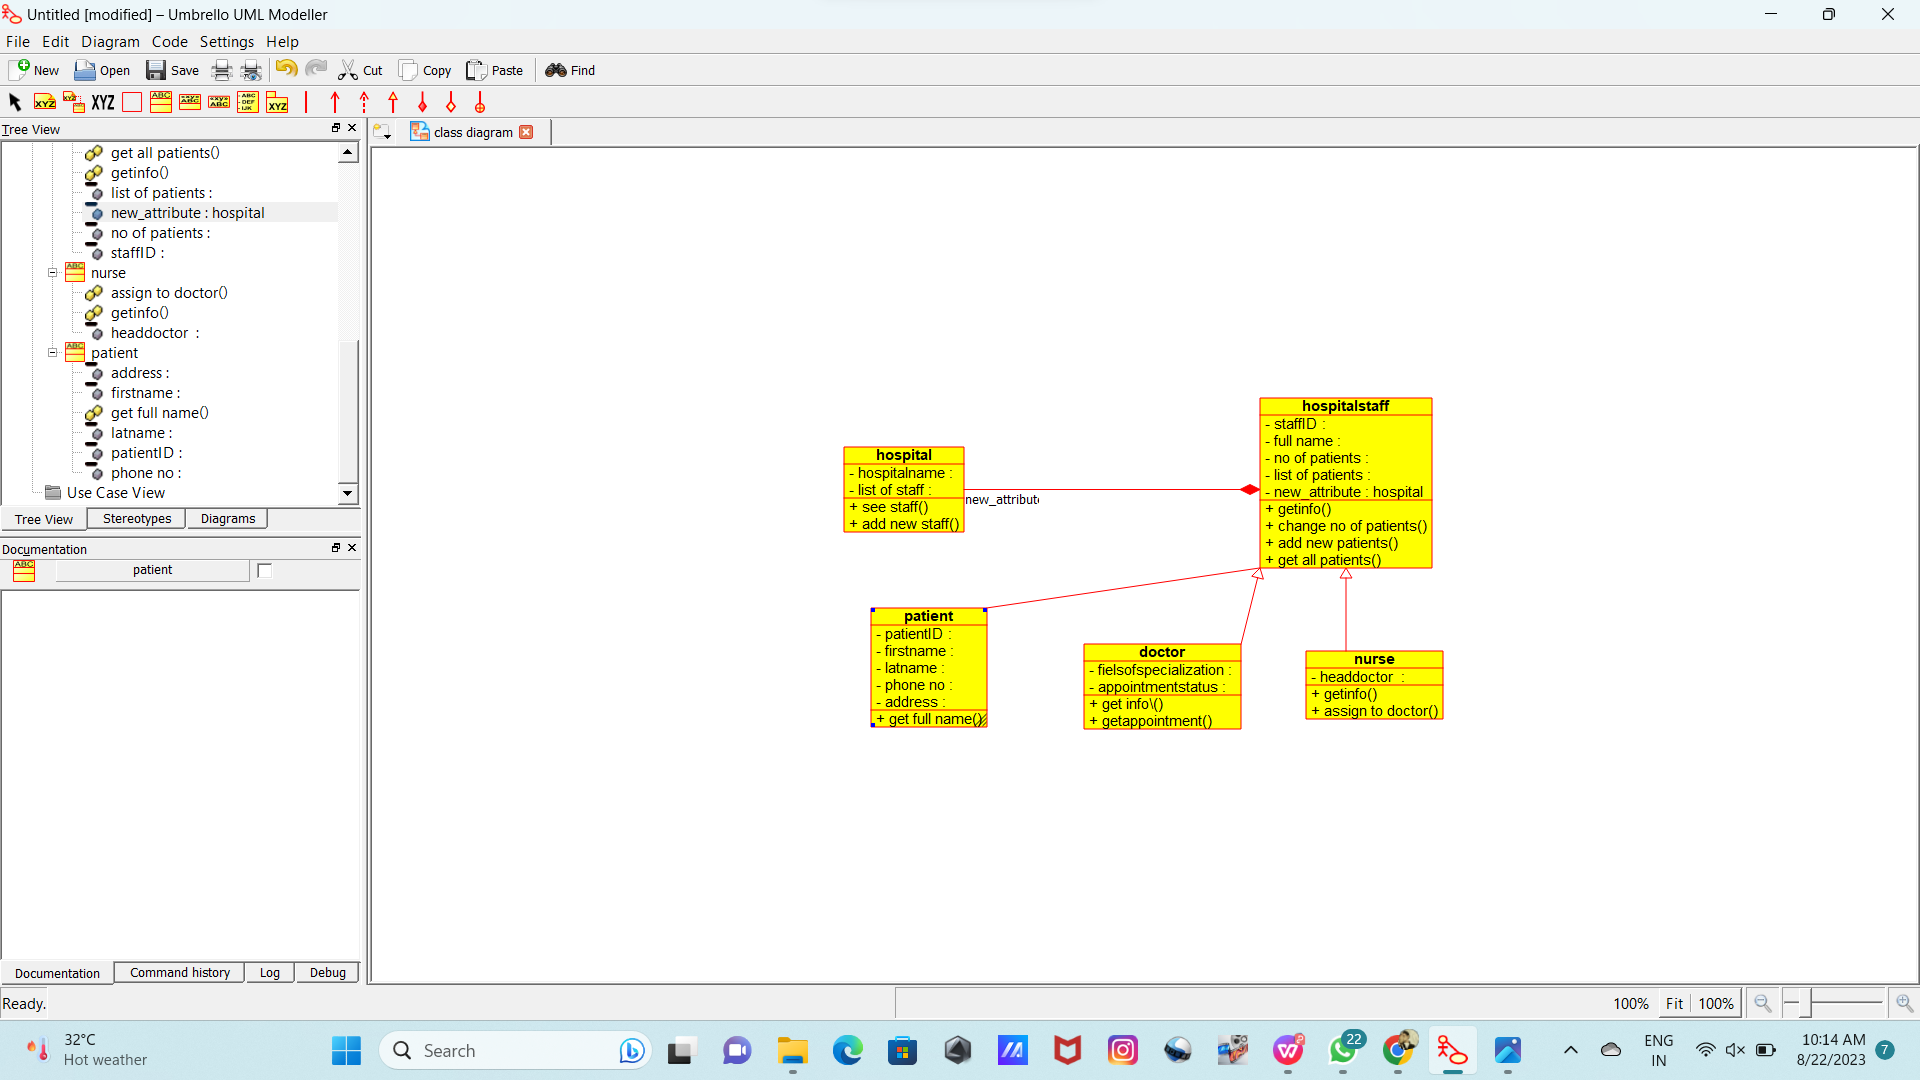 Untitled [modified] – Umbrello UML Modeller
File Edit Diagram Code Settings Help
New Open Save Cut Copy Paste Find
XYZ
Tree View
class diagram
get all patients()
getinfo()
list of patients :
new_attribute : hospital
no of patients :
staffID :
nurse
assign to doctor()
getinfo()
headdoctor  :
patient
address :
firstname :
get full name()
latname :
patientID :
phone no :
Use Case View
Tree View Stereotypes Diagrams
Documentation
patient
Documentation Command history Log Debug
hospital
- hospitalname :
- list of staff :
+ see staff()
+ add new staff()
new_attribute
hospitalstaff
- staffID :
- full name :
- no of patients :
- list of patients :
- new_attribute : hospital
+ getinfo()
+ change no of patients()
+ add new patients()
+ get all patients()
patient
- patientID :
- firstname :
- latname :
- phone no :
- address :
+ get full name()
doctor
- fielsofspecialization :
- appointmentstatus :
+ get info\()
+ getappointment()
nurse
- headdoctor  :
+ getinfo()
+ assign to doctor()
Ready.
100% Fit 100%
32°C
Hot weather
Search
22
ENG
IN
10:14 AM
8/22/2023
7